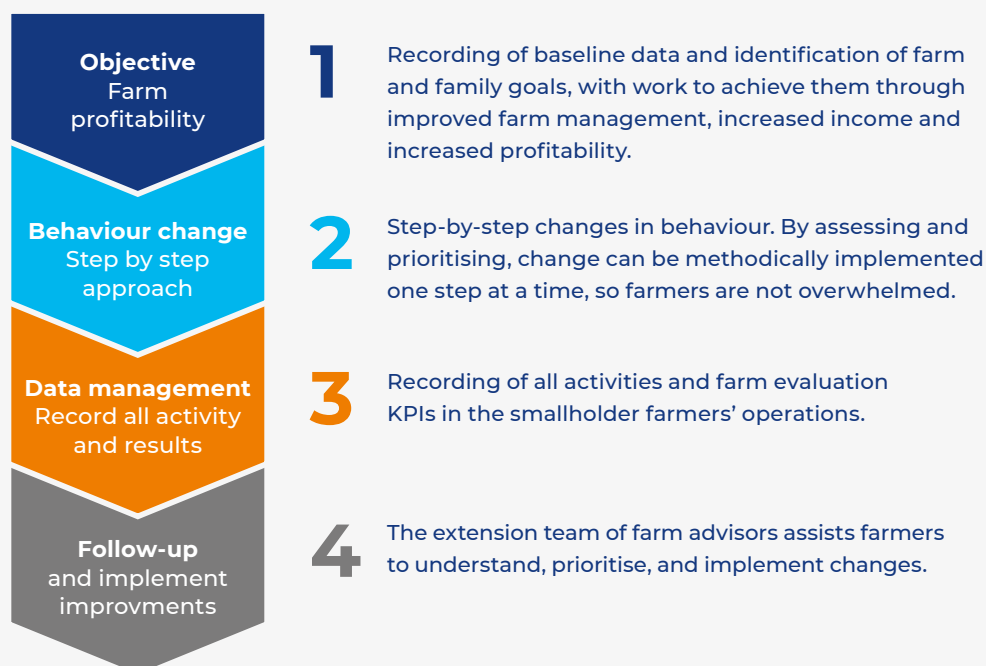 Objective
Farm
profitability
1
Recording of baseline data and identification of farm
and family goals, with work to achieve them through
improved farm management, increased income and
increased profitability.
Behaviour change
Step by step
approach
2
Step-by-step changes in behaviour. By assessing and
prioritising, change can be methodically implemented
one step at a time, so farmers are not overwhelmed.
Data management
Record all activity
and results
3
Recording of all activities and farm evaluation
KPIs in the smallholder farmers’ operations.
Follow-up
and implement
improvments
4
The extension team of farm advisors assists farmers
to understand, prioritise, and implement changes.